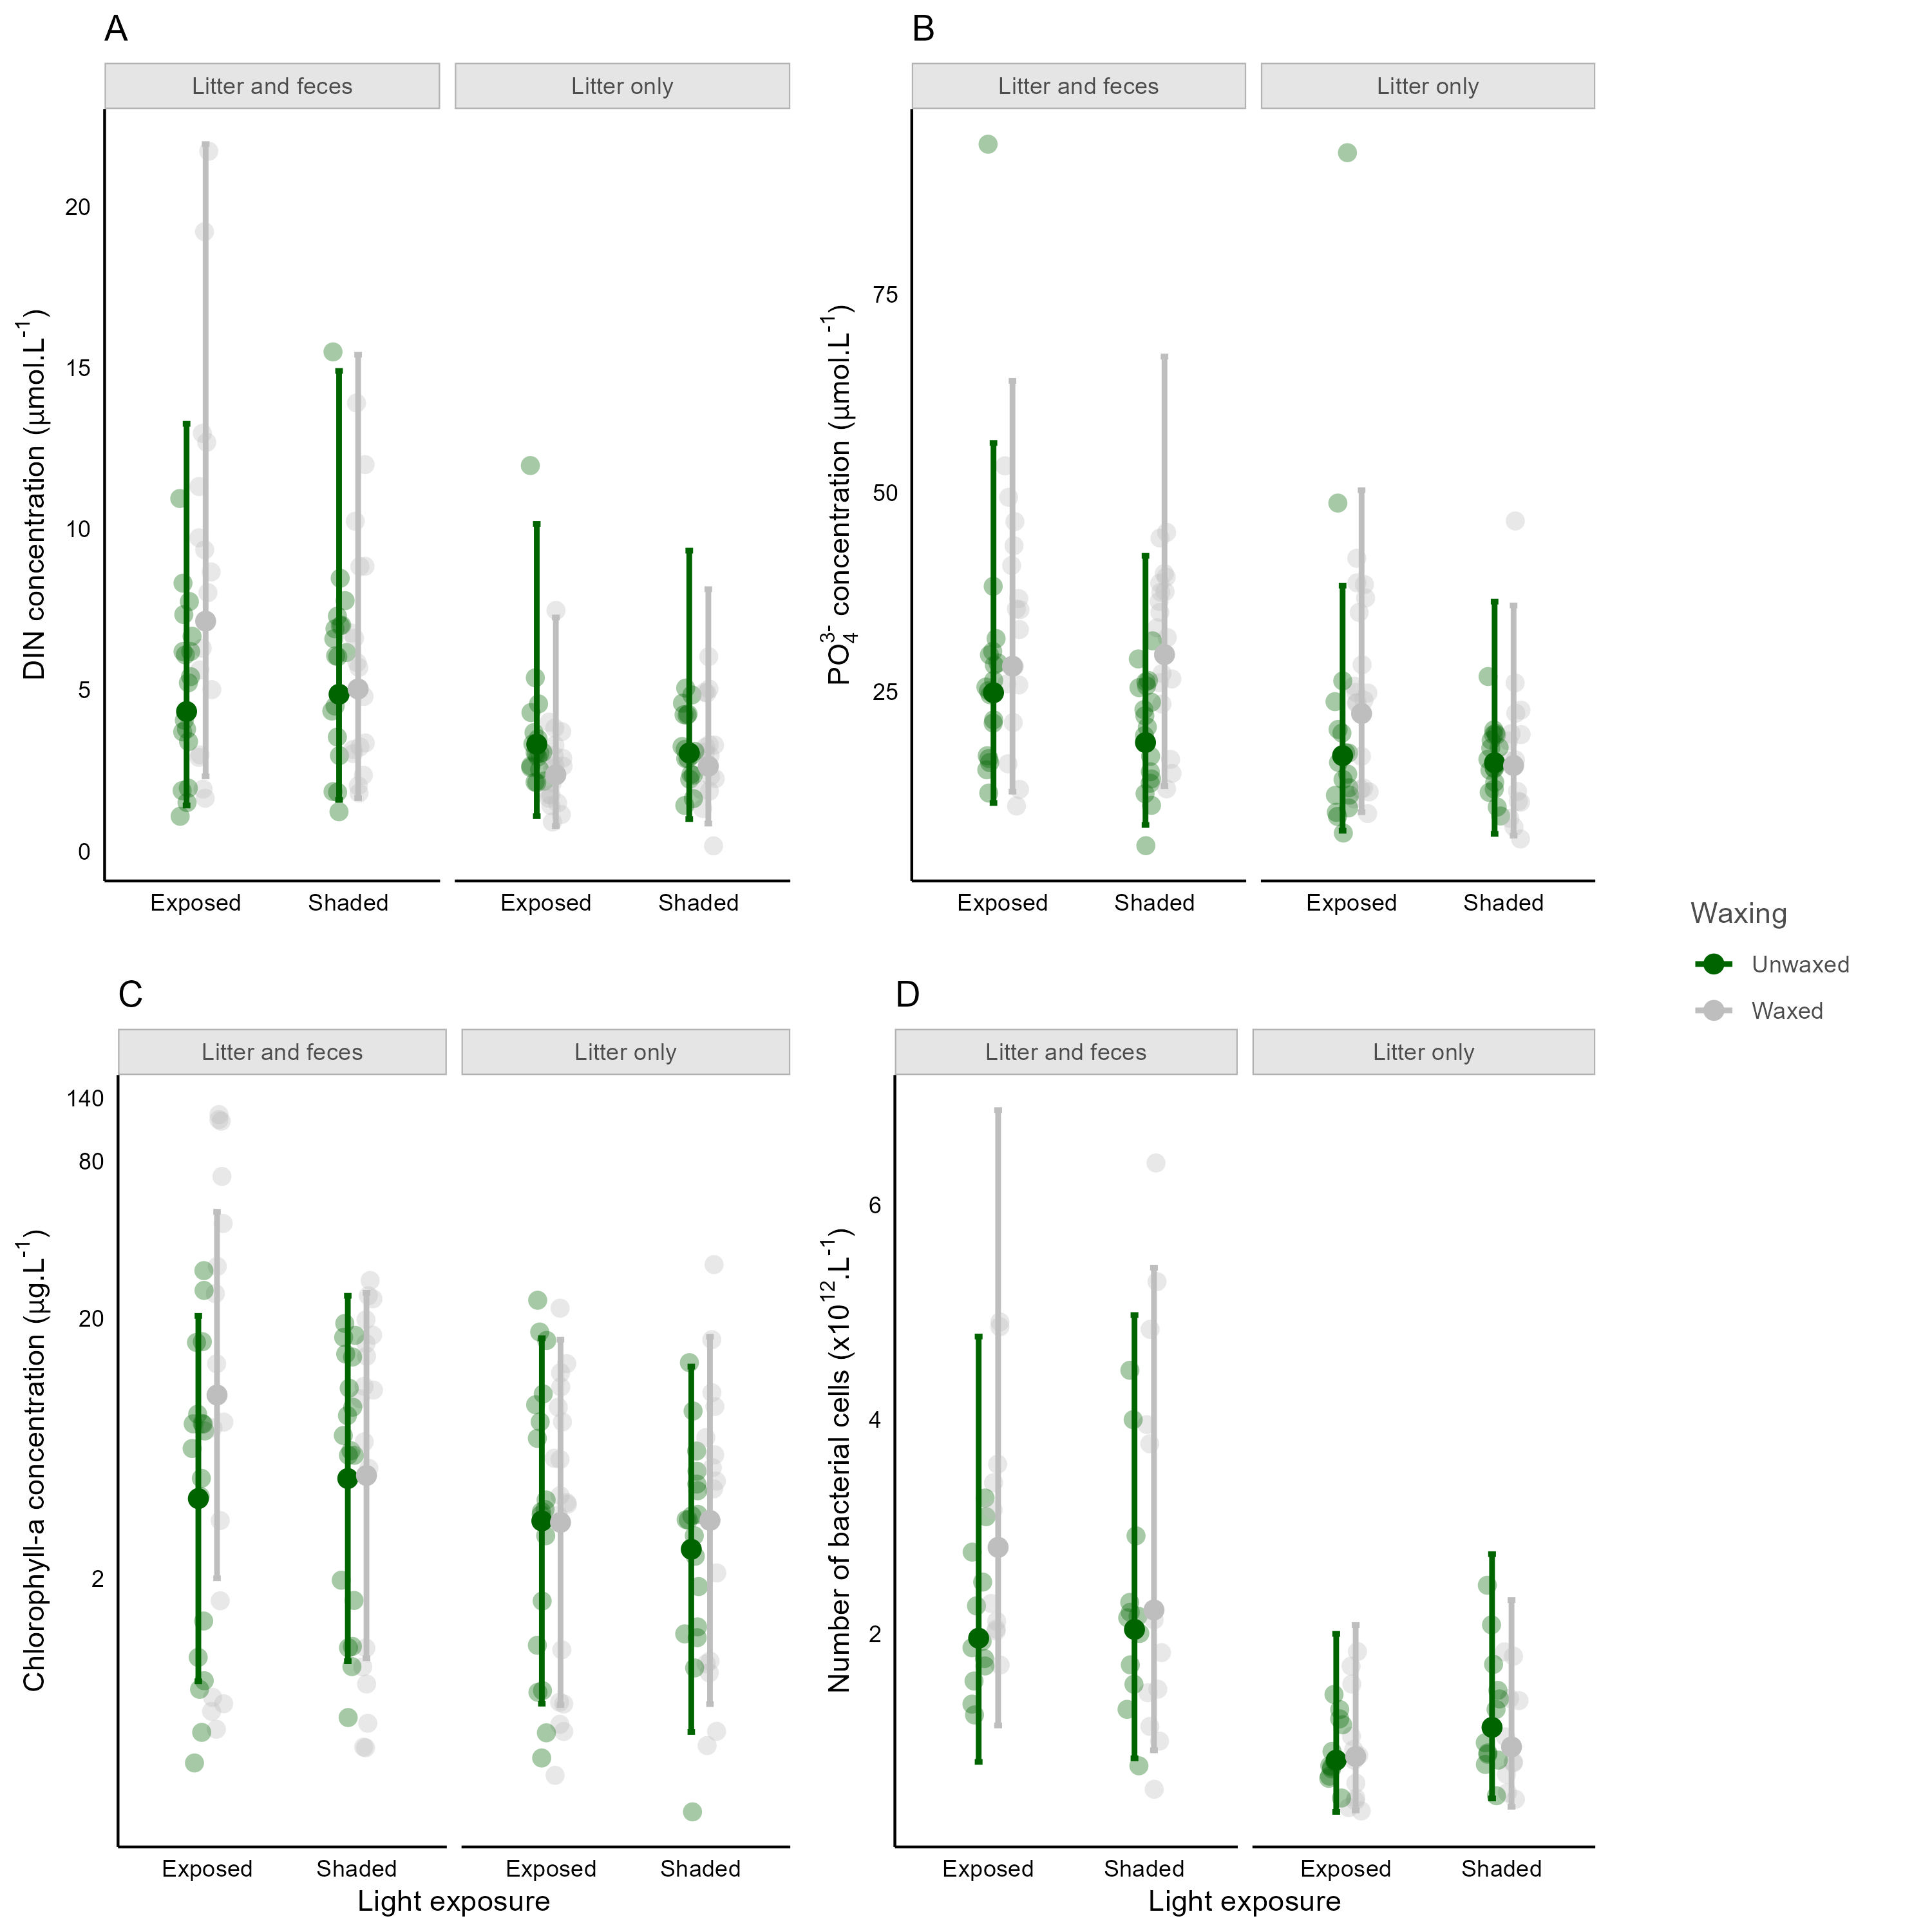 A
B
Litter and feces
Litter only
Litter and feces
Litter only
DIN concentration (µmol.L⁻¹)
20
15
10
5
0
PO₄³⁻ concentration (µmol.L⁻¹)
75
50
25
Exposed
Shaded
Exposed
Shaded
Exposed
Shaded
Exposed
Shaded
Waxing
Unwaxed
Waxed
C
D
Litter and feces
Litter only
Litter and feces
Litter only
Chlorophyll-a concentration (µg.L⁻¹)
140
80
20
2
Number of bacterial cells (x10¹².L⁻¹)
6
4
2
Exposed
Shaded
Exposed
Shaded
Exposed
Shaded
Exposed
Shaded
Light exposure
Light exposure